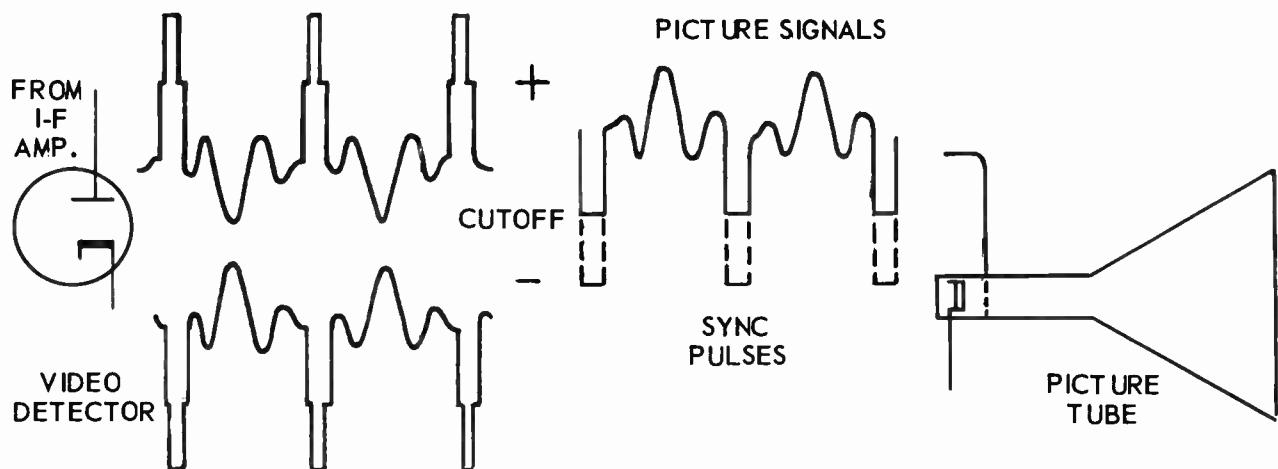 FROM
I-F
AMP.
VIDEO
DETECTOR
+
CUTOFF
-
PICTURE SIGNALS
SYNC
PULSES
PICTURE
TUBE